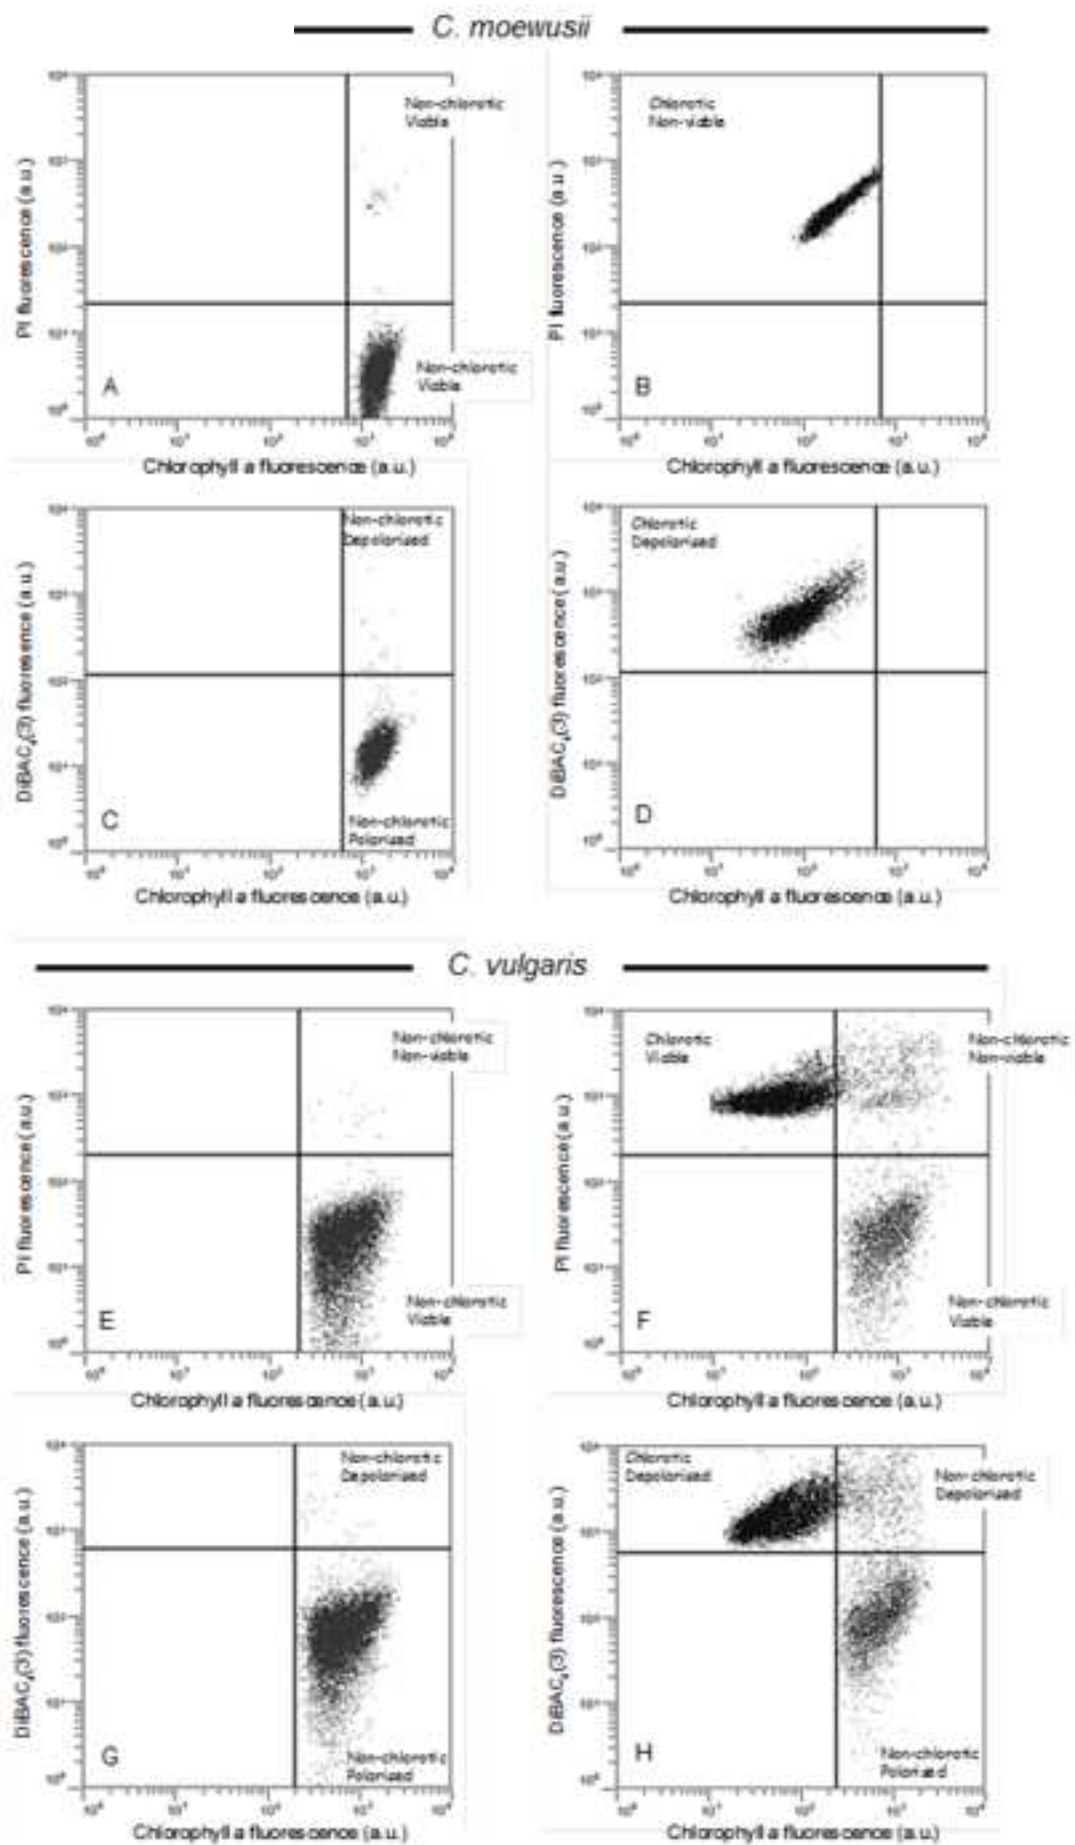 C. moewusii
Non-chlorotic
Viable
PI fluorescence (a.u.)
Non-chlorotic
Viable
A
Chlorophyll a fluorescence (a.u.)
Chlorotic
Non-viable
PI fluorescence (a.u.)
B
Chlorophyll a fluorescence (a.u.)
Non-chlorotic
Depolarised
DiBAC4(3) fluorescence (a.u.)
C
Non-chlorotic
Polarised
Chlorophyll a fluorescence (a.u.)
Chlorotic
Depolarised
DiBAC4(3) fluorescence (a.u.)
D
Chlorophyll a fluorescence (a.u.)
C. vulgaris
Non-chlorotic
Non-viable
PI fluorescence (a.u.)
Non-chlorotic
Viable
E
Chlorophyll a fluorescence (a.u.)
Chlorotic
Viable
Non-chlorotic
Non-viable
PI fluorescence (a.u.)
Non-chlorotic
Viable
F
Chlorophyll a fluorescence (a.u.)
Non-chlorotic
Depolarised
DiBAC4(3) fluorescence (a.u.)
G
Non-chlorotic
Polarised
Chlorophyll a fluorescence (a.u.)
Chlorotic
Depolarised
Non-chlorotic
Depolarised
DiBAC4(3) fluorescence (a.u.)
H
Non-chlorotic
Polarised
Chlorophyll a fluorescence (a.u.)